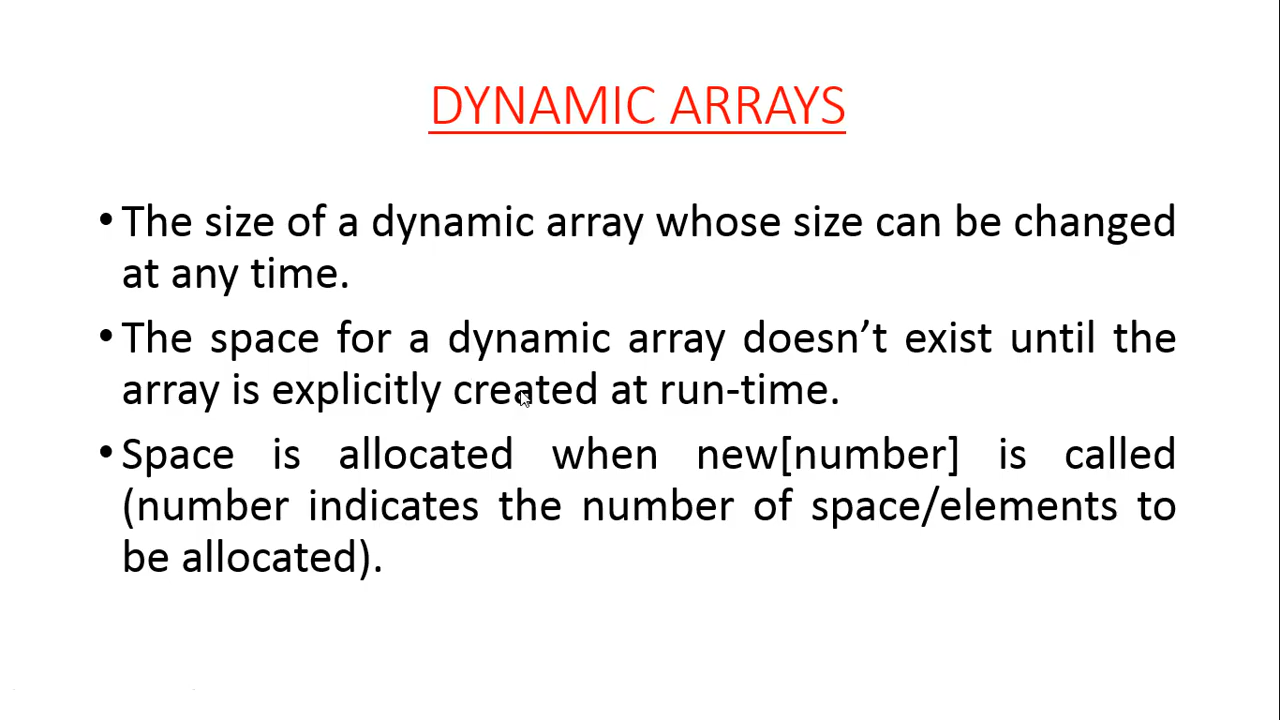 DYNAMIC ARRAYS
•The size of a dynamic array whose size can be changed
at any time.
•The space for a dynamic array doesn’t exist until the
array is explicitly created at run-time.
•Space is allocated when new[number] is called
(number indicates the number of space/elements to
be allocated).